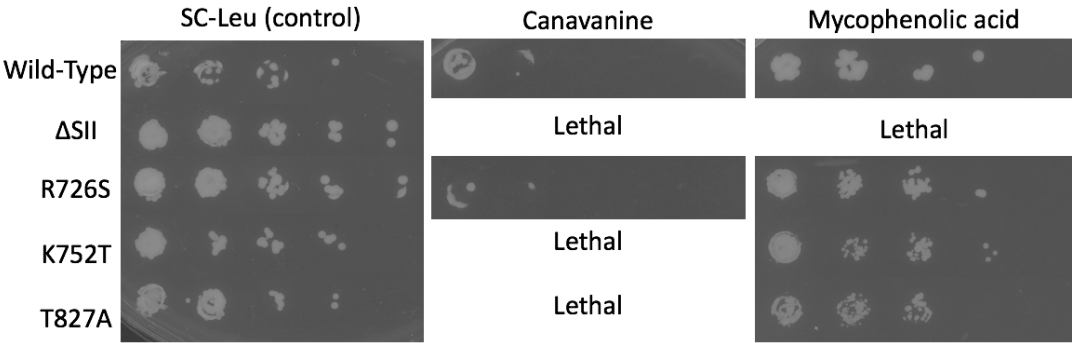 SC-Leu (control)
Canavanine
Mycophenolic acid
Wild-Type
ΔSII
Lethal
Lethal
R726S
K752T
Lethal
T827A
Lethal